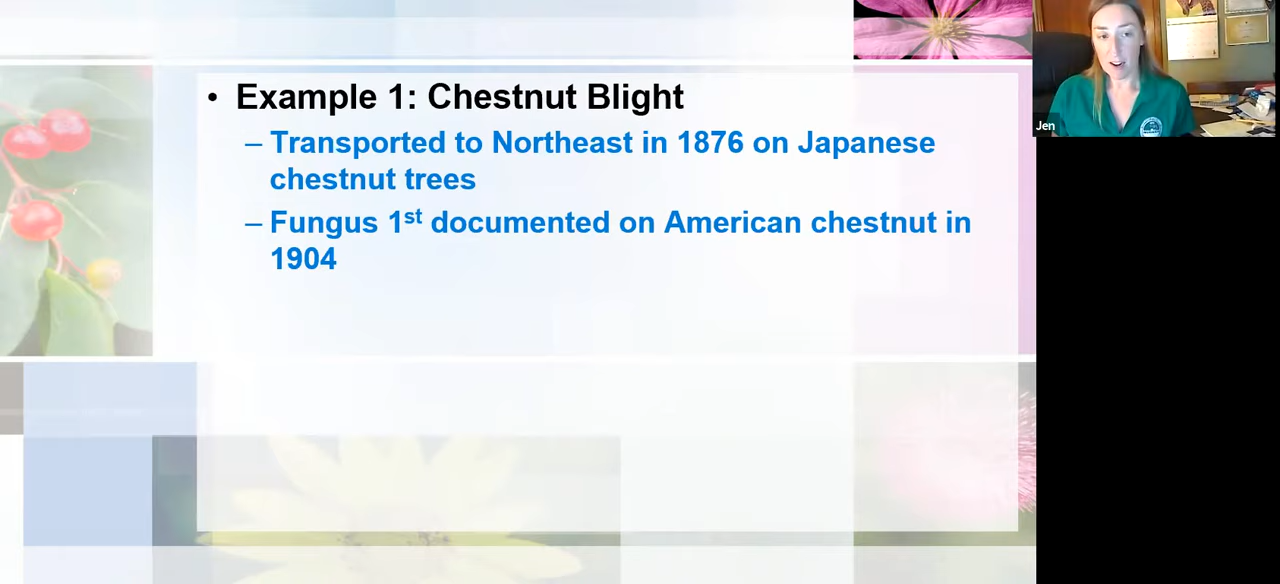 • Example 1: Chestnut Blight
– Transported to Northeast in 1876 on Japanese
chestnut trees
– Fungus 1st documented on American chestnut in
1904
Jen